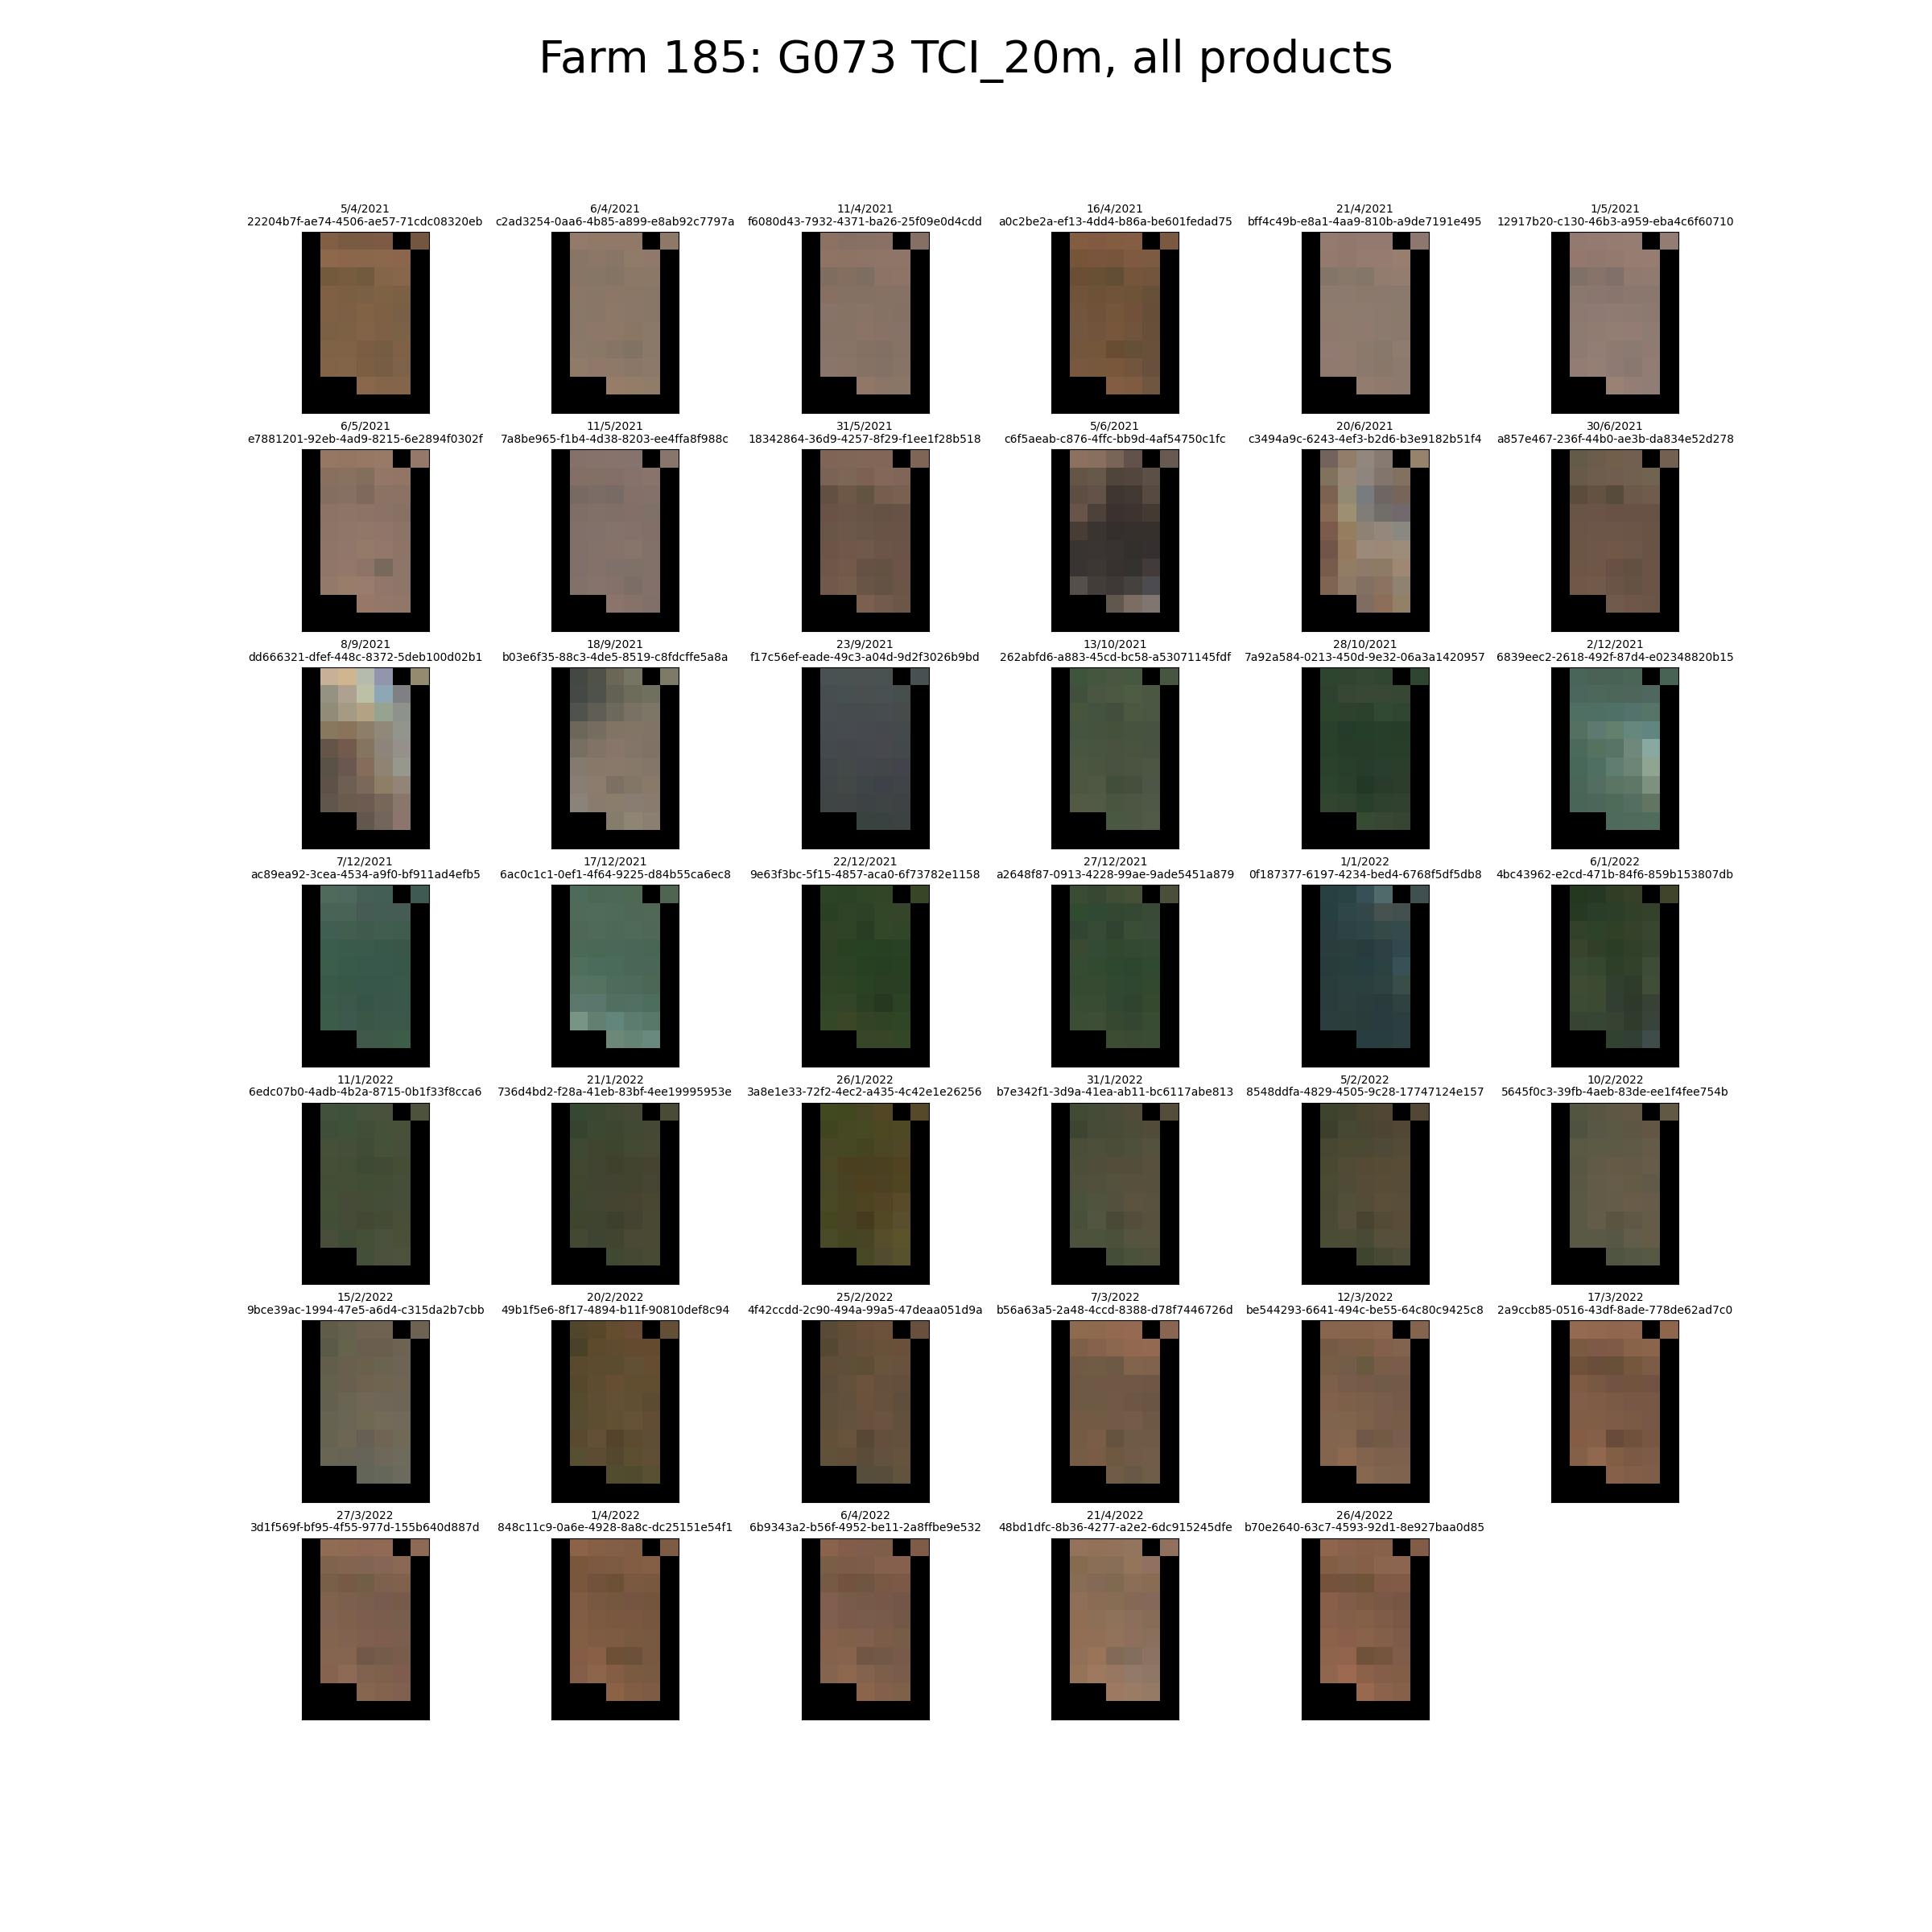 Farm 185: G073 TCI_20m, all products
5/4/2021
22204b7f-ae74-4506-ae57-71cdc08320eb
6/4/2021
c2ad3254-0aa6-4b85-a899-e8ab92c7797a
11/4/2021
f6080d43-7932-4371-ba26-25f09e0d4cdd
16/4/2021
a0c2be2a-ef13-4dd4-b86a-be601fedad75
21/4/2021
bff4c49b-e8a1-4aa9-810b-a9de7191e495
1/5/2021
12917b20-c130-46b3-a959-eba4c6f60710
6/5/2021
e7881201-92eb-4ad9-8215-6e2894f0302f
11/5/2021
7a8be965-f1b4-4d38-8203-ee4ffa8f988c
31/5/2021
18342864-36d9-4257-8f29-f1ee1f28b518
5/6/2021
c6f5aeab-c876-4ffc-bb9d-4af54750c1fc
20/6/2021
c3494a9c-6243-4ef3-b2d6-b3e9182b51f4
30/6/2021
a857e467-236f-44b0-ae3b-da834e52d278
8/9/2021
dd666321-dfef-448c-8372-5deb100d02b1
18/9/2021
b03e6f35-88c3-4de5-8519-c8fdcffe5a8a
23/9/2021
f17c56ef-eade-49c3-a04d-9d2f3026b9bd
13/10/2021
262abfd6-a883-45cd-bc58-a53071145fdf
28/10/2021
7a92a584-0213-450d-9e32-06a3a1420957
2/12/2021
6839eec2-2618-492f-87d4-e02348820b15
7/12/2021
ac89ea92-3cea-4534-a9f0-bf911ad4efb5
17/12/2021
6ac0c1c1-0ef1-4f64-9225-d84b55ca6ec8
22/12/2021
9e63f3bc-5f15-4857-aca0-6f73782e1158
27/12/2021
a2648f87-0913-4228-99ae-9ade5451a879
1/1/2022
0f187377-6197-4234-bed4-6768f5df5db8
6/1/2022
4bc43962-e2cd-471b-84f6-859b153807db
11/1/2022
6edc07b0-4adb-4b2a-8715-0b1f33f8cca6
21/1/2022
736d4bd2-f28a-41eb-83bf-4ee19995953e
26/1/2022
3a8e1e33-72f2-4ec2-a435-4c42e1e26256
31/1/2022
b7e342f1-3d9a-41ea-ab11-bc6117abe813
5/2/2022
8548ddfa-4829-4505-9c28-17747124e157
10/2/2022
5645f0c3-39fb-4aeb-83de-ee1f4fee754b
15/2/2022
9bce39ac-1994-47e5-a6d4-c315da2b7cbb
20/2/2022
49b1f5e6-8f17-4894-b11f-90810def8c94
25/2/2022
4f42ccdd-2c90-494a-99a5-47deaa051d9a
7/3/2022
b56a63a5-2a48-4ccd-8388-d78f7446726d
12/3/2022
be544293-6641-494c-be55-64c80c9425c8
17/3/2022
2a9ccb85-0516-43df-8ade-778de62ad7c0
27/3/2022
3d1f569f-bf95-4f55-977d-155b640d887d
1/4/2022
848c11c9-0a6e-4928-8a8c-dc25151e54f1
6/4/2022
6b9343a2-b56f-4952-be11-2a8ffbe9e532
21/4/2022
48bd1dfc-8b36-4277-a2e2-6dc915245dfe
26/4/2022
b70e2640-63c7-4593-92d1-8e927baa0d85